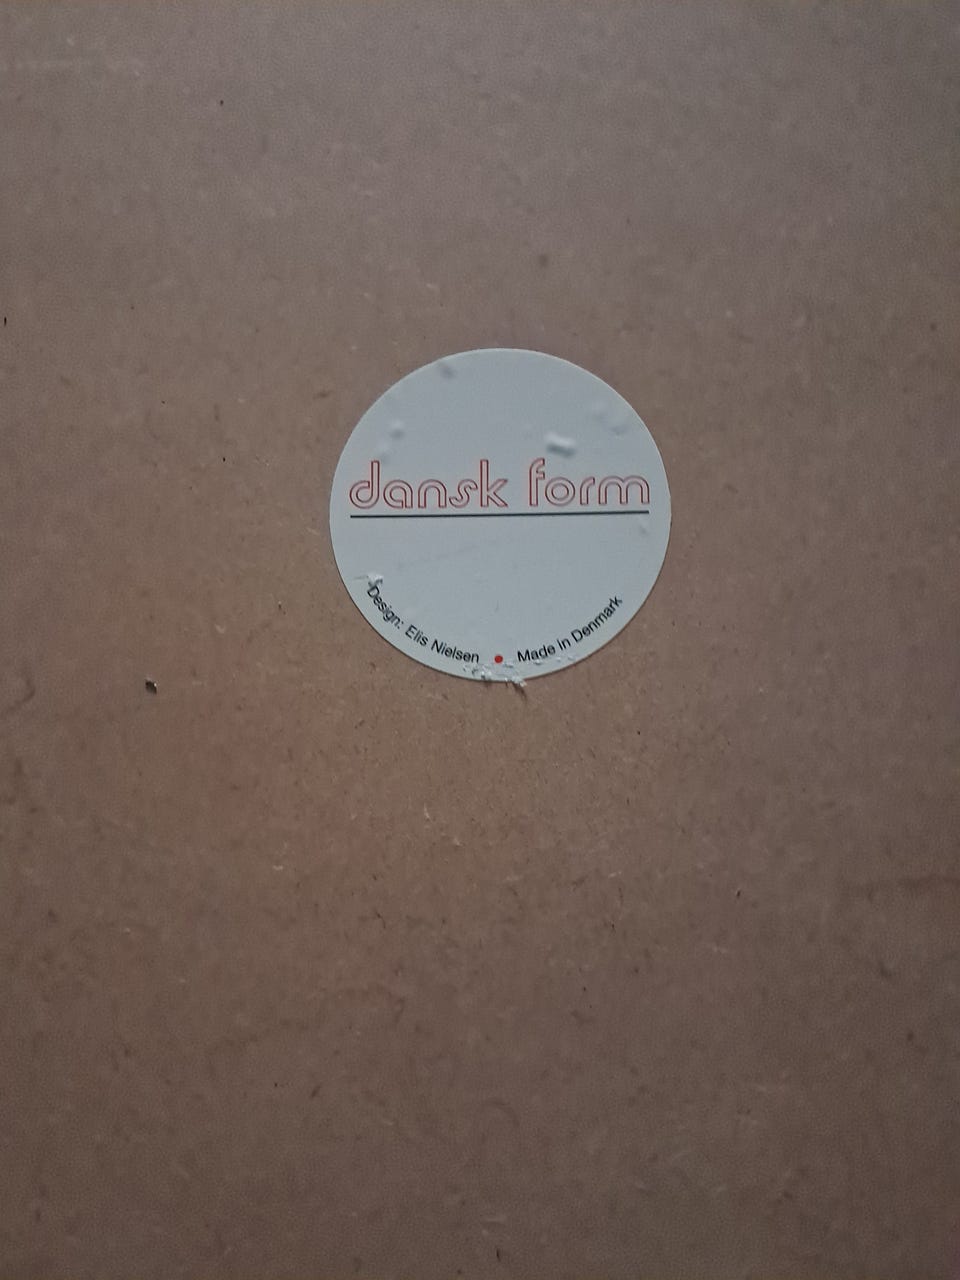 dansk form
Design: Elis Nielsen • Made in Denmark